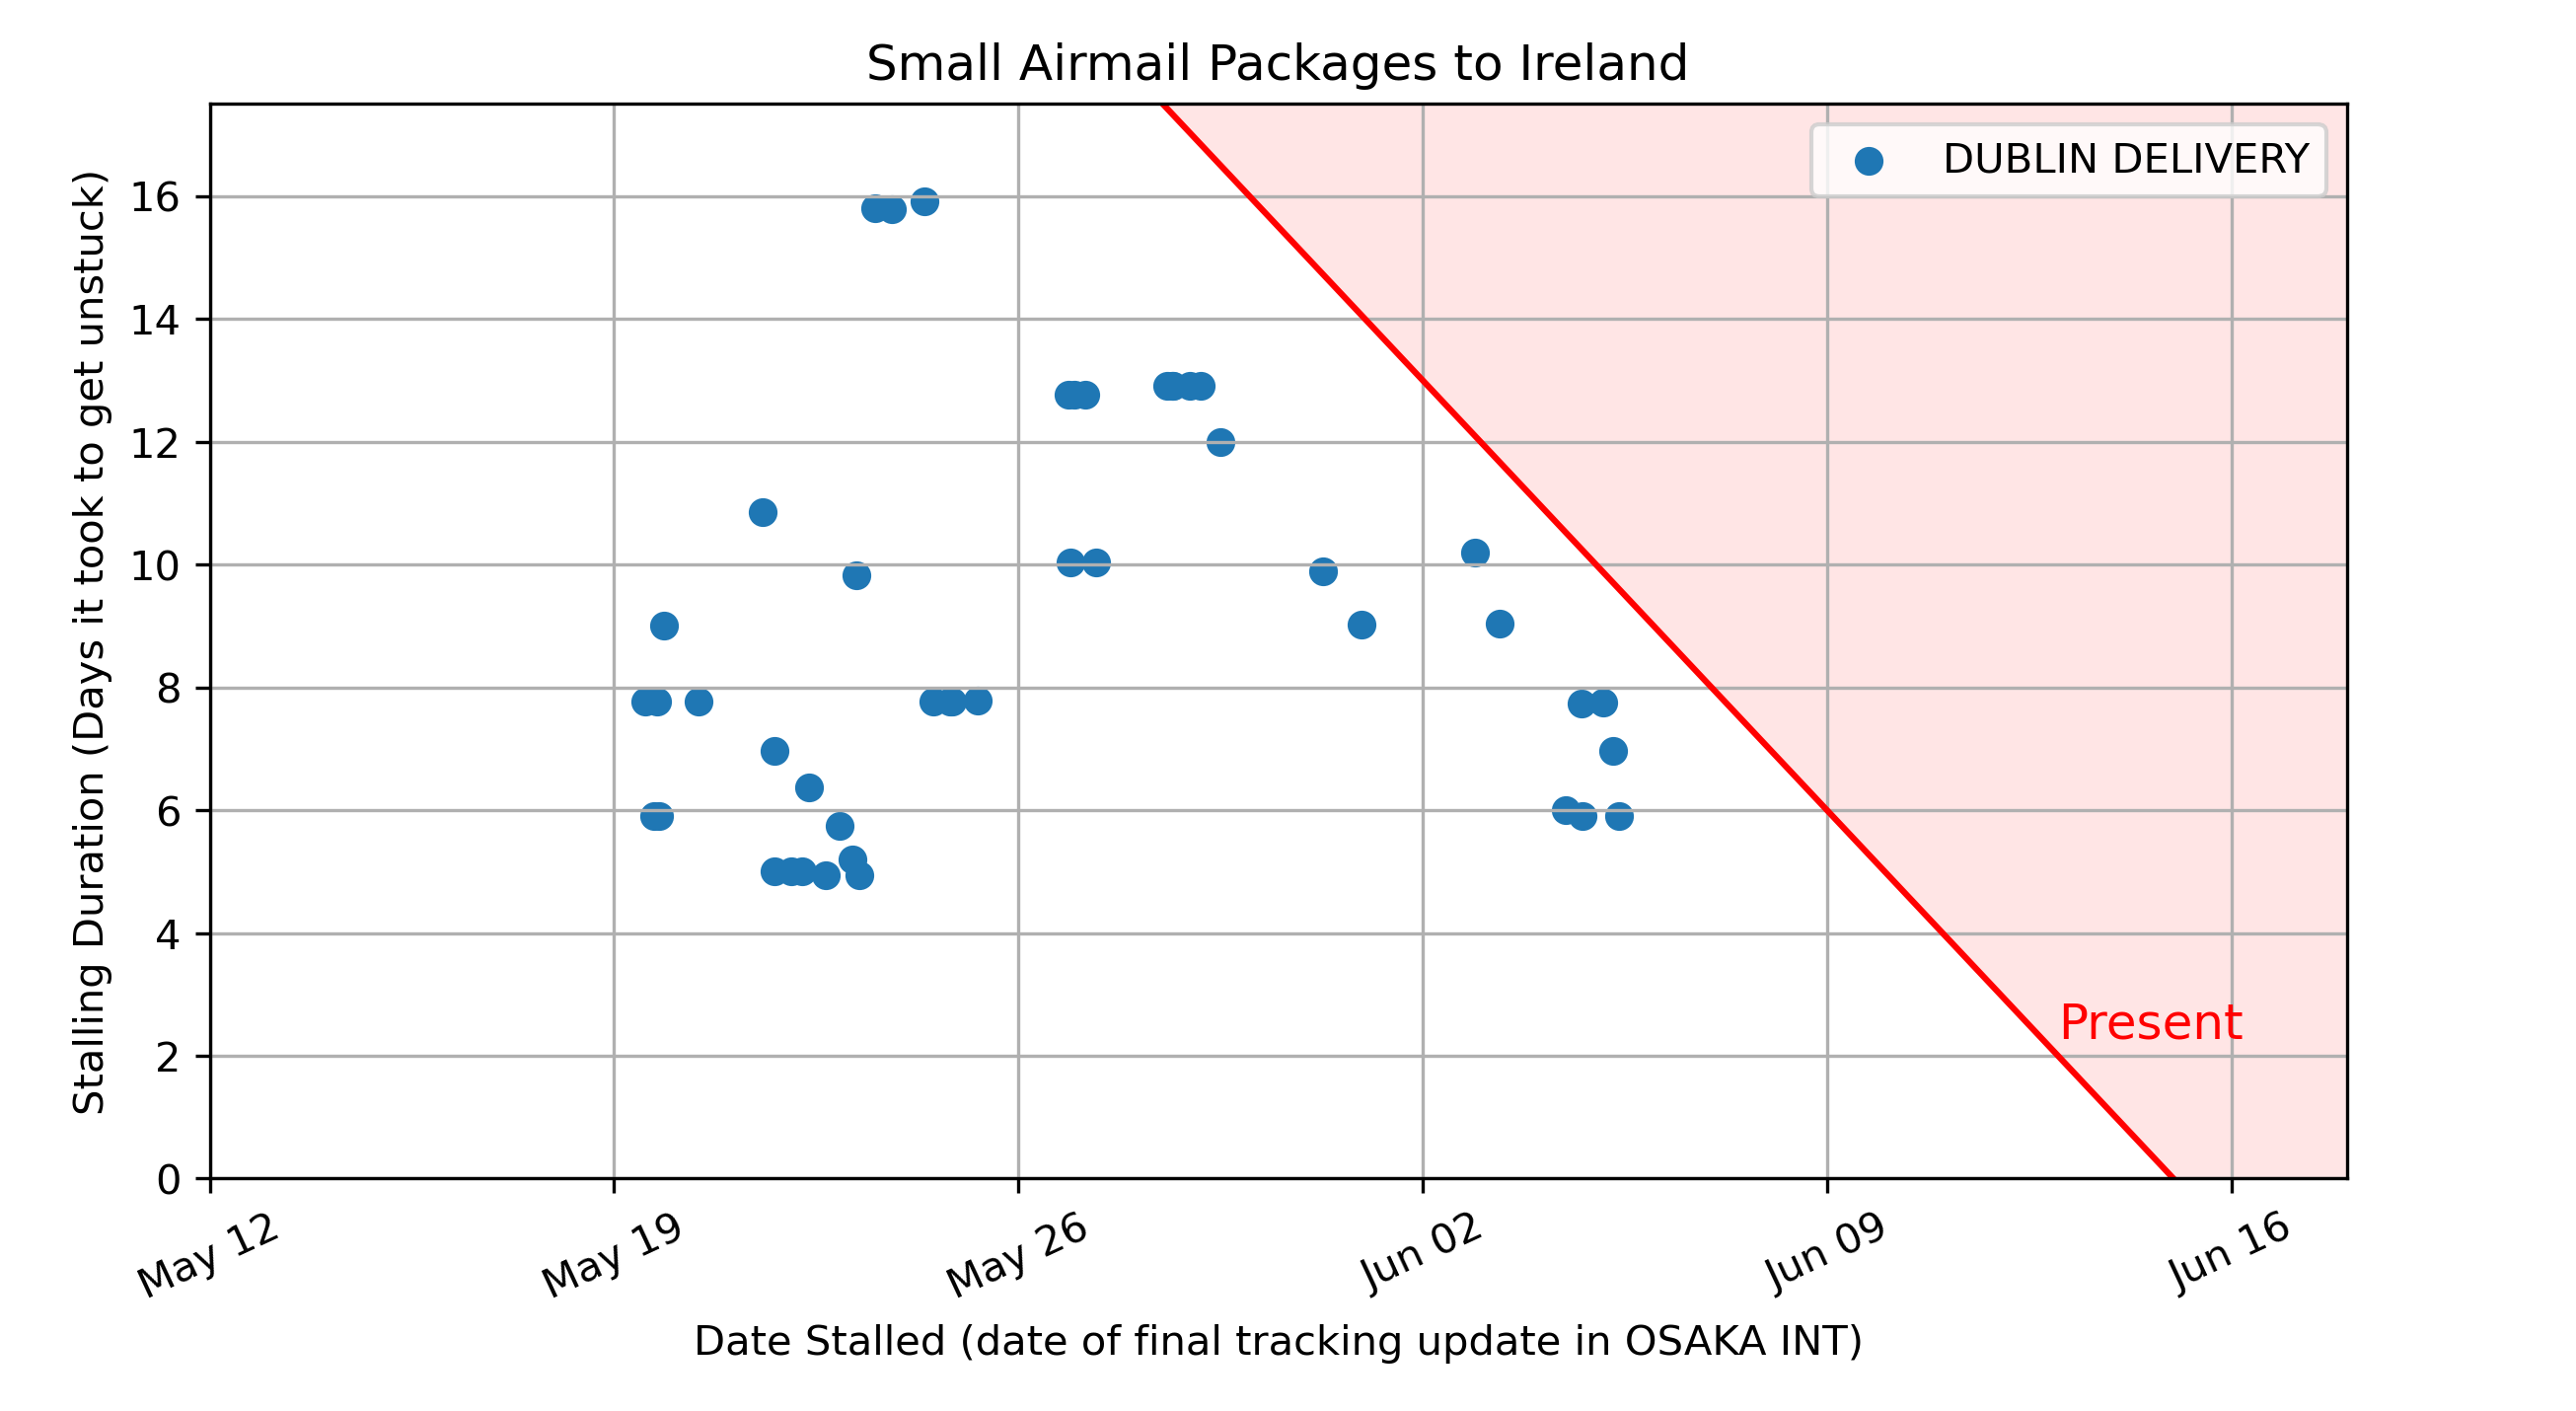 Small Airmail Packages to Ireland
DUBLIN DELIVERY
Stalling Duration (Days it took to get unstuck)
16
14
12
10
8
6
4
2
0
Present
May 12
May 19
May 26
Jun 02
Jun 09
Jun 16
Date Stalled (date of final tracking update in OSAKA INT)